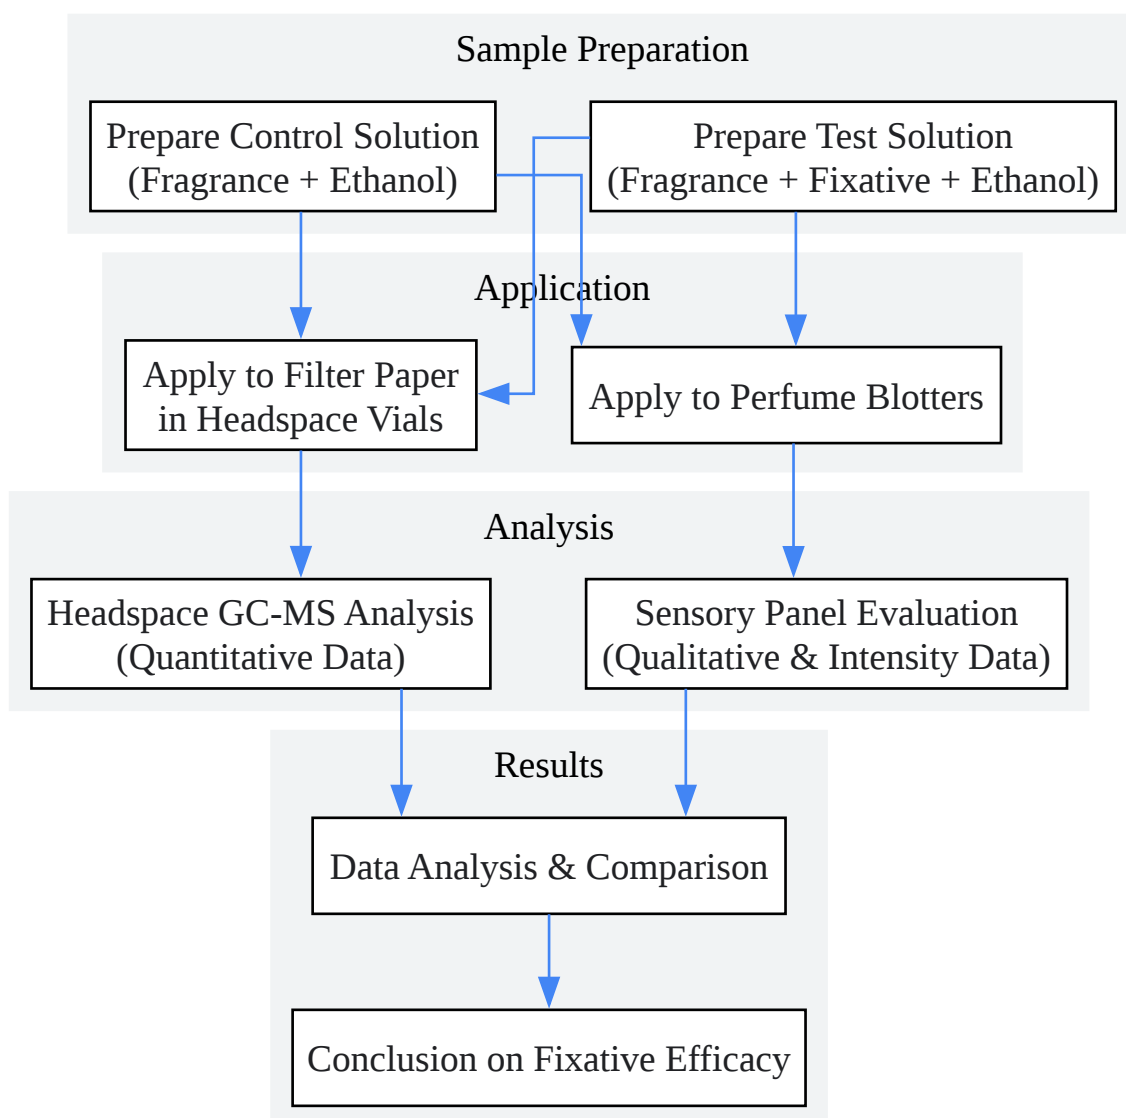 Sample Preparation
Prepare Control Solution
(Fragrance + Ethanol)
Prepare Test Solution
(Fragrance + Fixative + Ethanol)
Application
Apply to Filter Paper
in Headspace Vials
Apply to Perfume Blotters
Analysis
Headspace GC-MS Analysis
(Quantitative Data)
Sensory Panel Evaluation
(Qualitative & Intensity Data)
Results
Data Analysis & Comparison
Conclusion on Fixative Efficacy